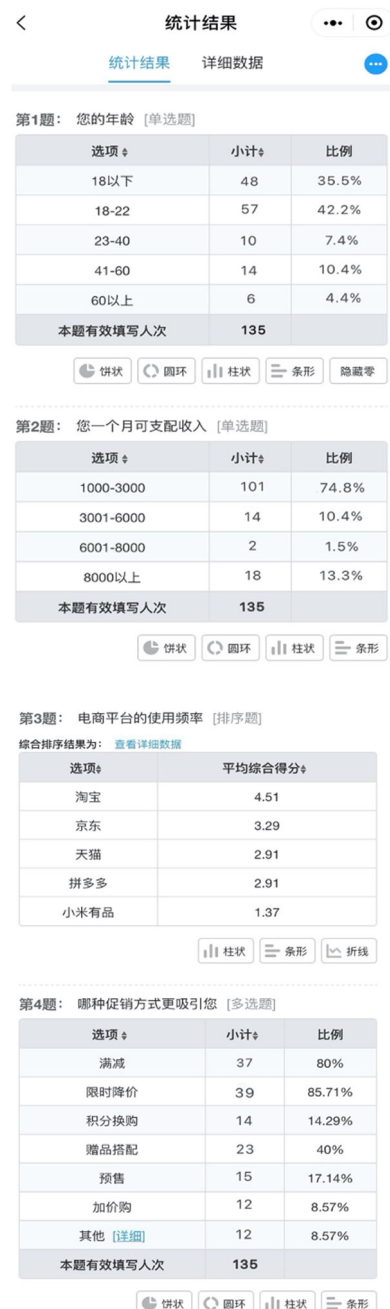 统计结果
统计结果 详细数据
第1题： 您的年龄 [单选题]
选项 小计 比例
18以下 48 35.5%
18-22 57 42.2%
23-40 10 7.4%
41-60 14 10.4%
60以上 6 4.4%
本题有效填写人次 135
饼状 圆环 柱状 条形 隐藏零
第2题： 您一个月可支配收入 [单选题]
选项 小计 比例
1000-3000 101 74.8%
3001-6000 14 10.4%
6001-8000 2 1.5%
8000以上 18 13.3%
本题有效填写人次 135
饼状 圆环 柱状 条形
第3题： 电商平台的使用频率 [排序题]
综合排序结果为： 查看详细数据
选项 平均综合得分
淘宝 4.51
京东 3.29
天猫 2.91
拼多多 2.91
小米有品 1.37
柱状 条形 折线
第4题： 哪种促销方式更吸引您 [多选题]
选项 小计 比例
满减 37 80%
限时降价 39 85.71%
积分换购 14 14.29%
赠品搭配 23 40%
预售 15 17.14%
加价购 12 8.57%
其他 [详细] 12 8.57%
本题有效填写人次 135
饼状 圆环 柱状 条形